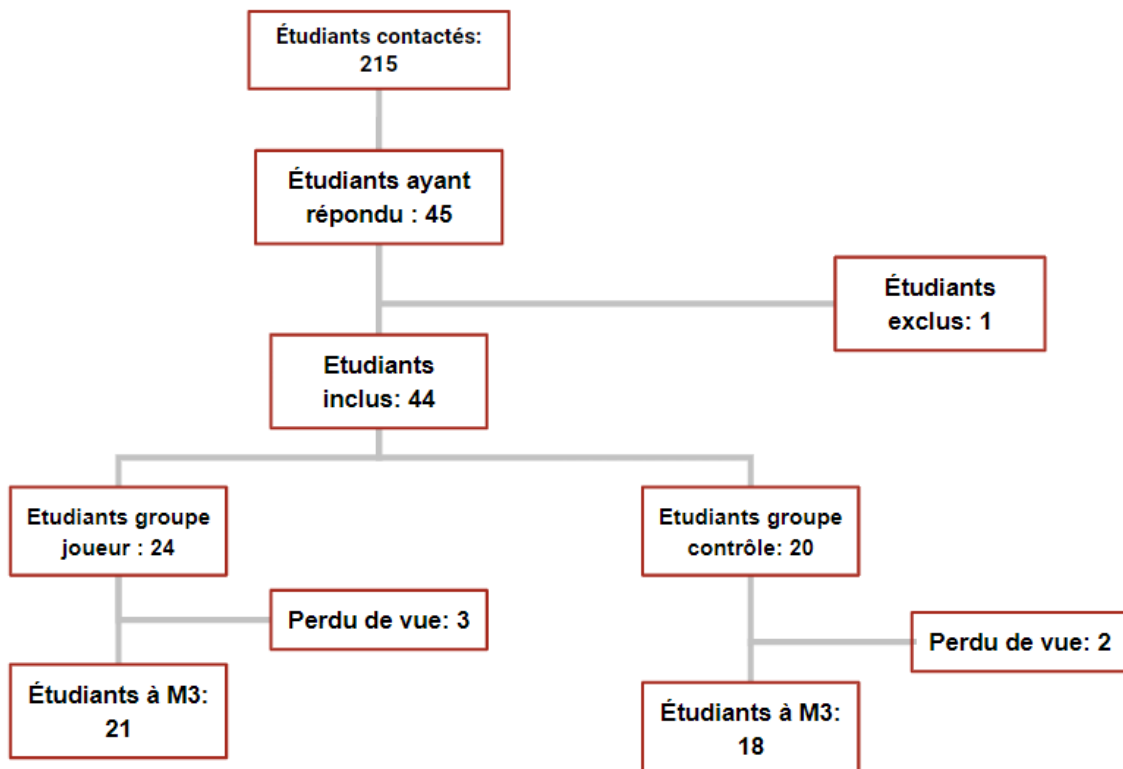 Étudiants contactés:
215
Étudiants ayant
répondu : 45
Étudiants
exclus: 1
Etudiants
inclus: 44
Etudiants groupe
joueur : 24
Etudiants groupe
contrôle: 20
Perdu de vue: 3
Perdu de vue: 2
Étudiants à M3:
21
Étudiants à M3:
18